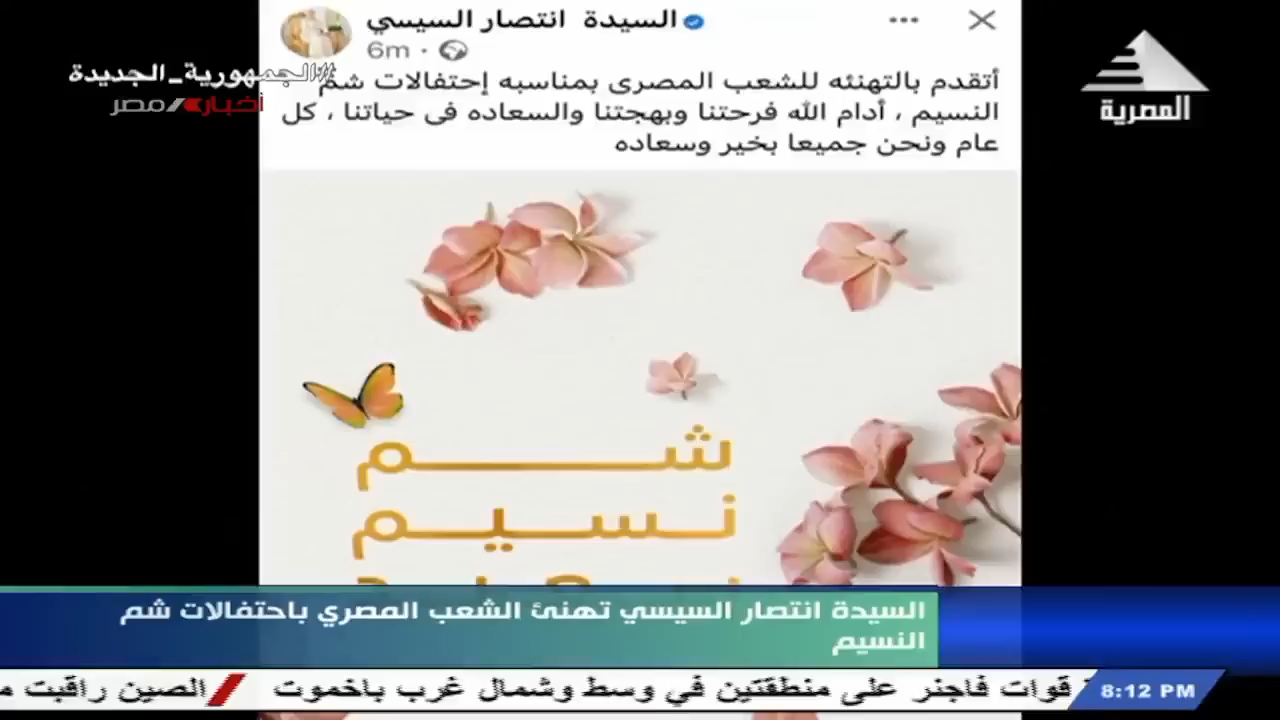 السيدة انتصار السيسي
6m
#الجمهورية_الجديدة
أخبار مصر
المصرية
أتقدم بالتهنئه للشعب المصرى بمناسبه إحتفالات شم
النسيم ، أدام الله فرحتنا وبهجتنا والسعاده فى حياتنا ، كل
عام ونحن جميعا بخير وسعاده
شم
نسيم
السيدة انتصار السيسي تهنئ الشعب المصري باحتفالات شم
النسيم
قوات فاجنر على منطقتين في وسط وشمال غرب باخموت / الصين راقبت
8:12 PM